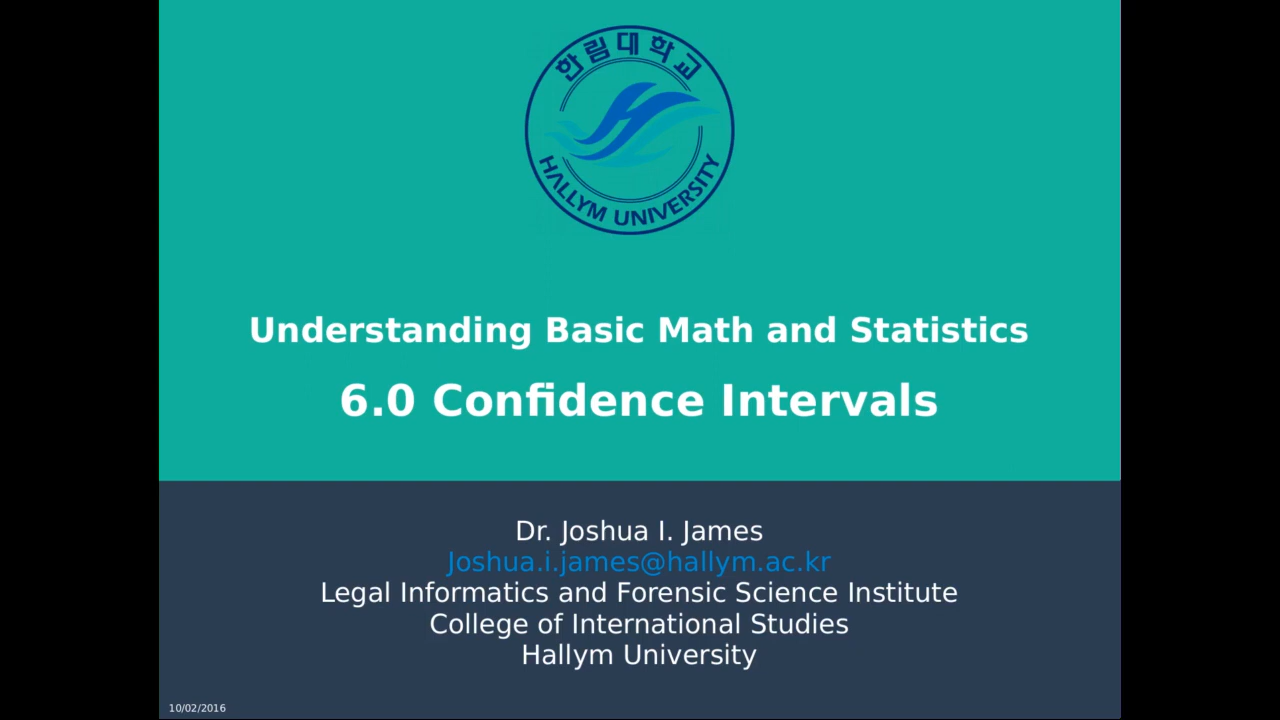 한림대학교
HALLYM UNIVERSITY
Understanding Basic Math and Statistics
6.0 Confidence Intervals
Dr. Joshua I. James
Joshua.i.james@hallym.ac.kr
Legal Informatics and Forensic Science Institute
College of International Studies
Hallym University
10/02/2016